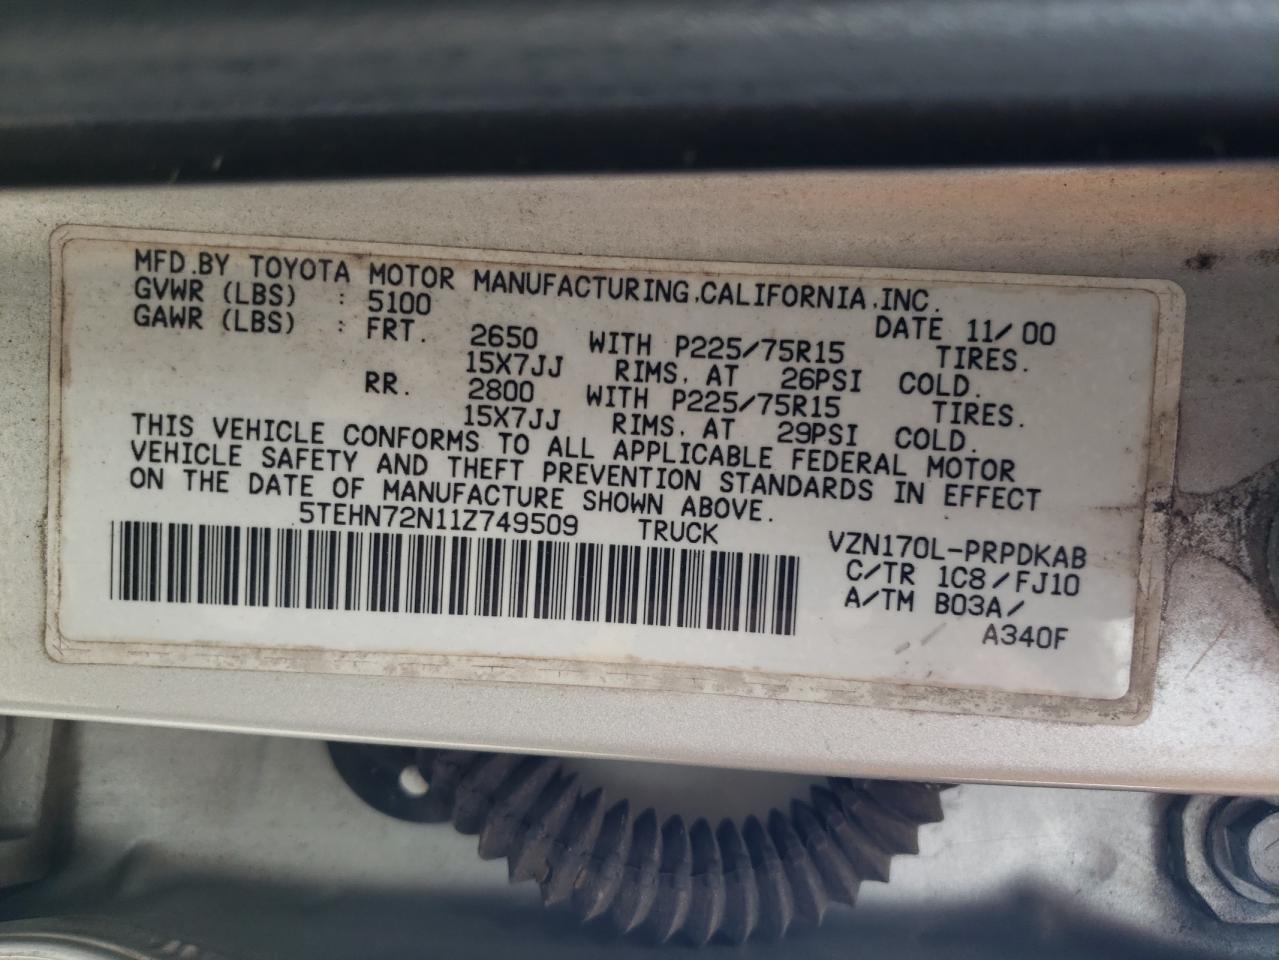 MFD.BY TOYOTA MOTOR MANUFACTURING,CALIFORNIA,INC.
GVWR (LBS) : 5100 DATE 11/00
GAWR (LBS) : FRT. 2650 WITH P225/75R15 TIRES.
15X7JJ RIMS, AT 26PSI COLD.
RR. 2800 WITH P225/75R15 TIRES.
15X7JJ RIMS, AT 29PSI COLD.
THIS VEHICLE CONFORMS TO ALL APPLICABLE FEDERAL MOTOR
VEHICLE SAFETY AND THEFT PREVENTION STANDARDS IN EFFECT
ON THE DATE OF MANUFACTURE SHOWN ABOVE.
5TEHN72N11Z749509 TRUCK
VZN170L-PRPDKAB
C/TR 1C8/FJ10
A/TM B03A/
A340F